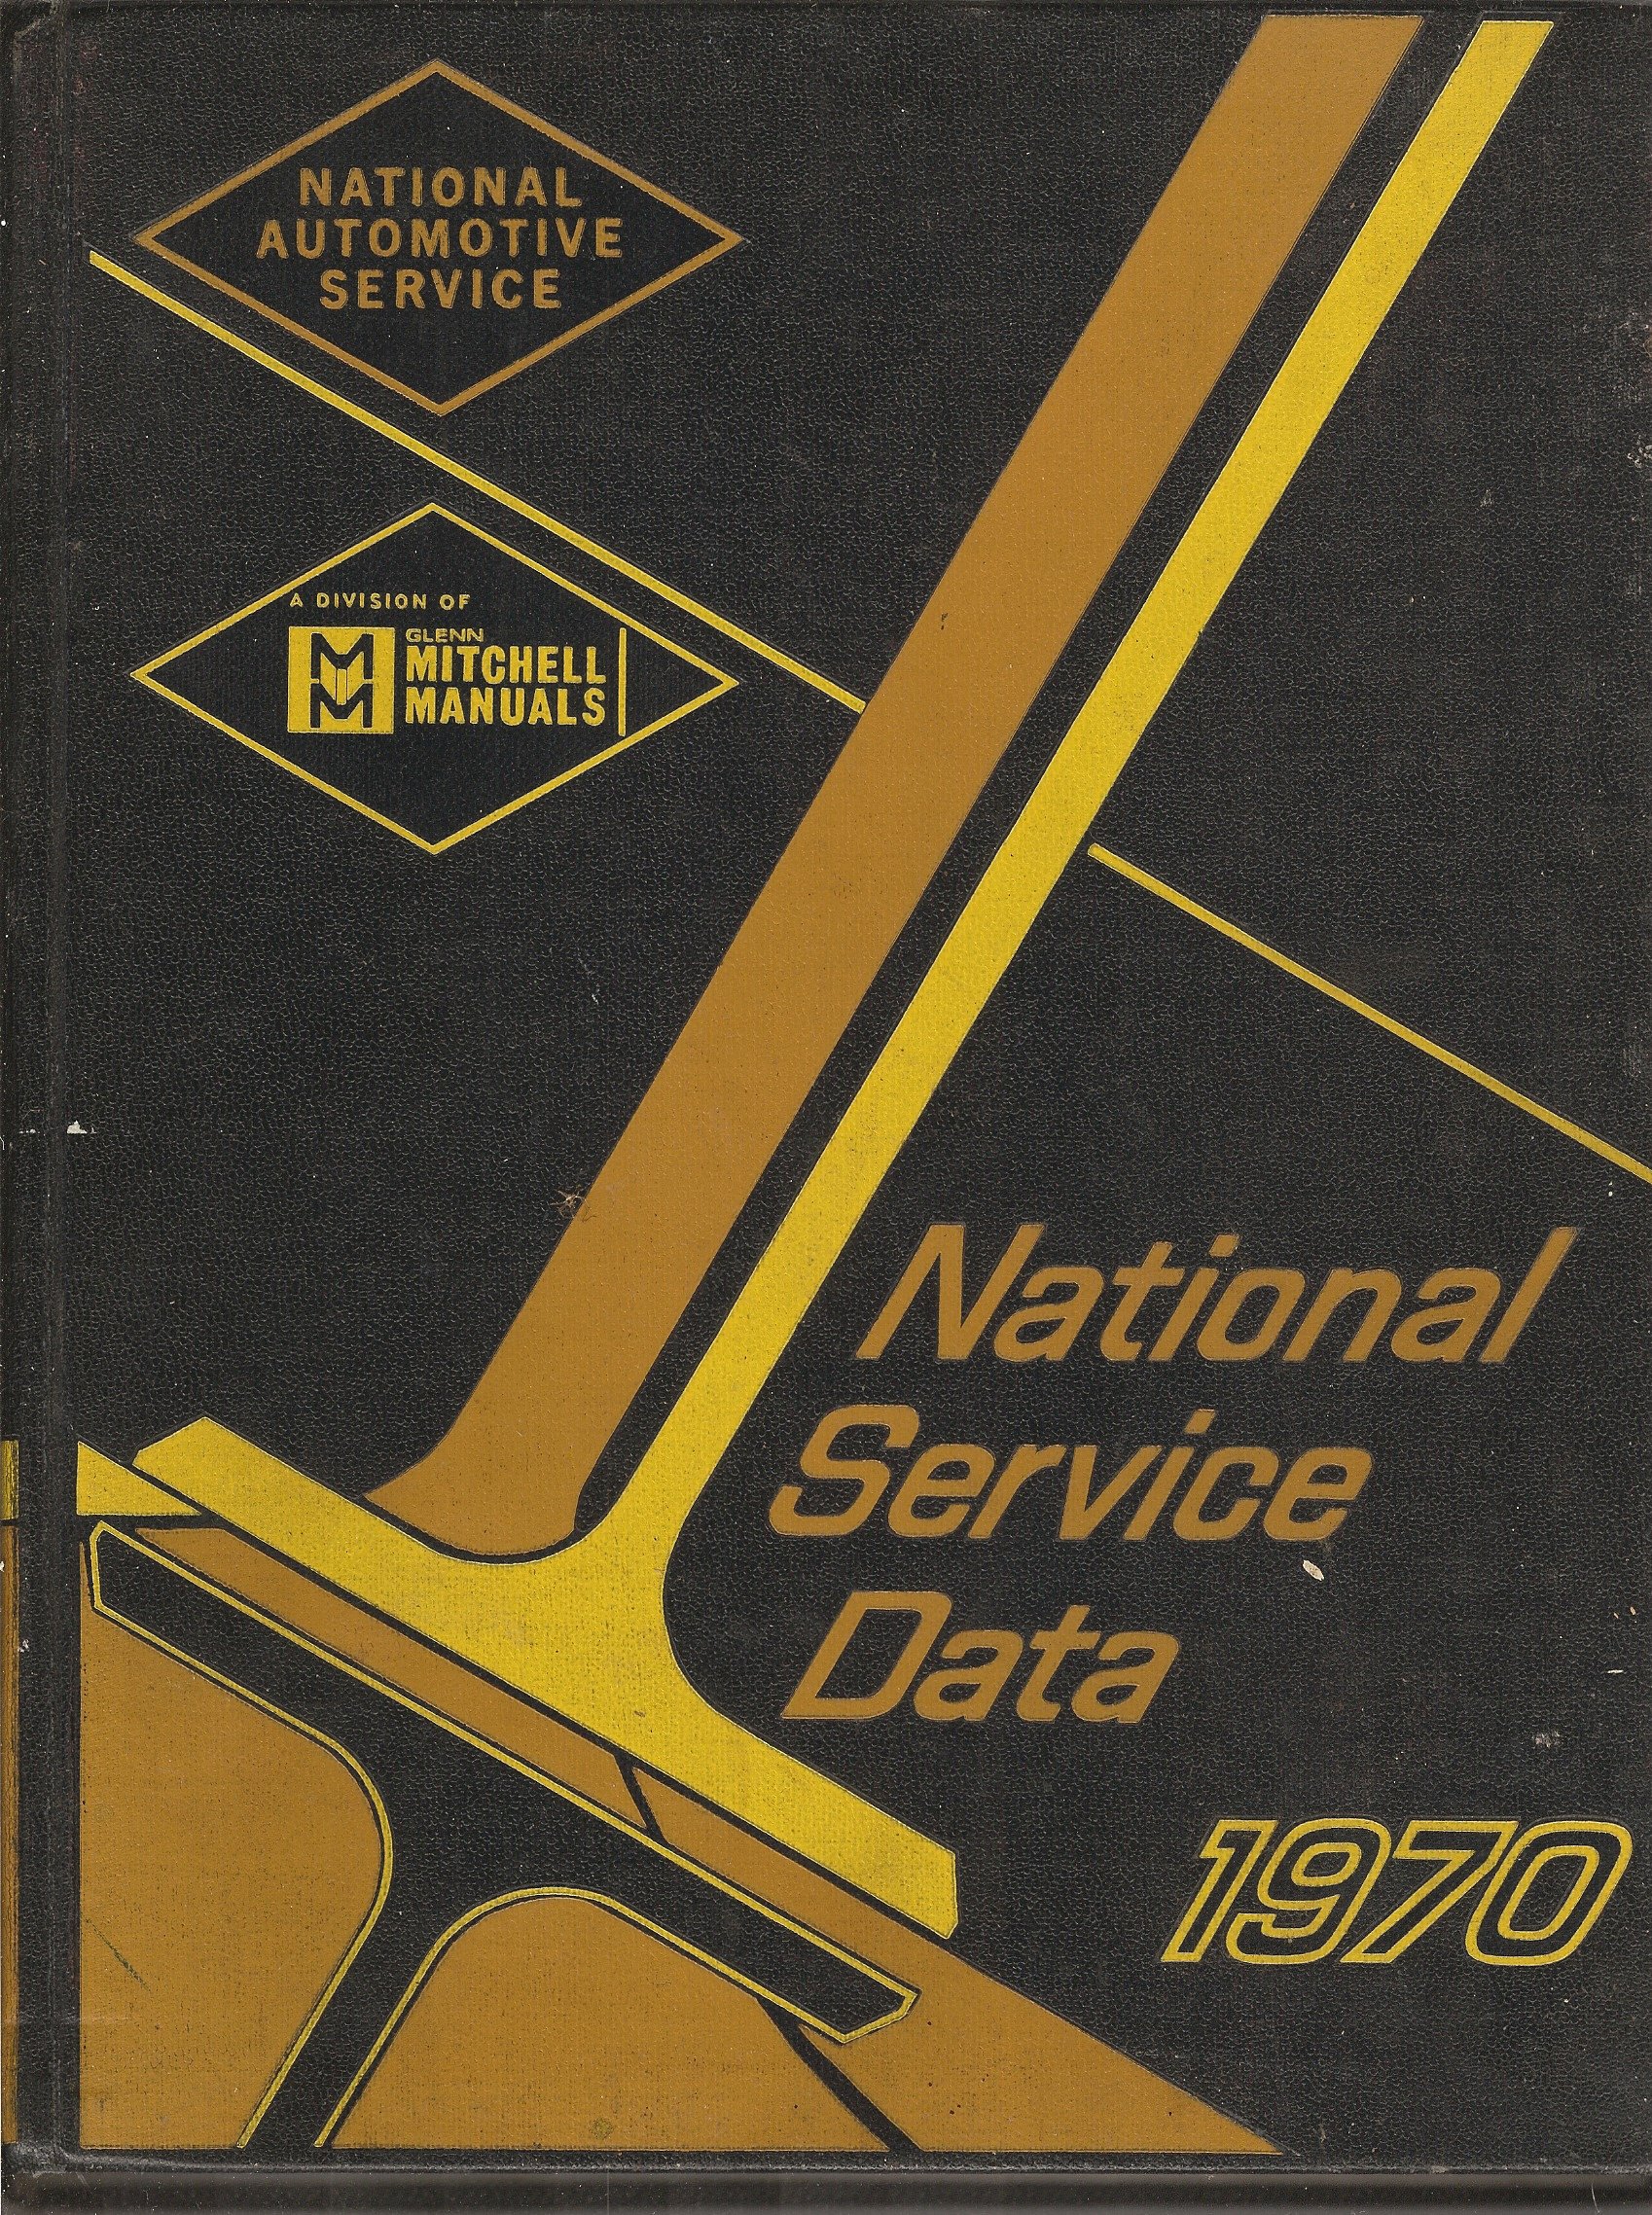 NATIONAL
AUTOMOTIVE
SERVICE
A DIVISION OF
GLENN
MITCHELL
MANUALS
National
Service
Data
1970